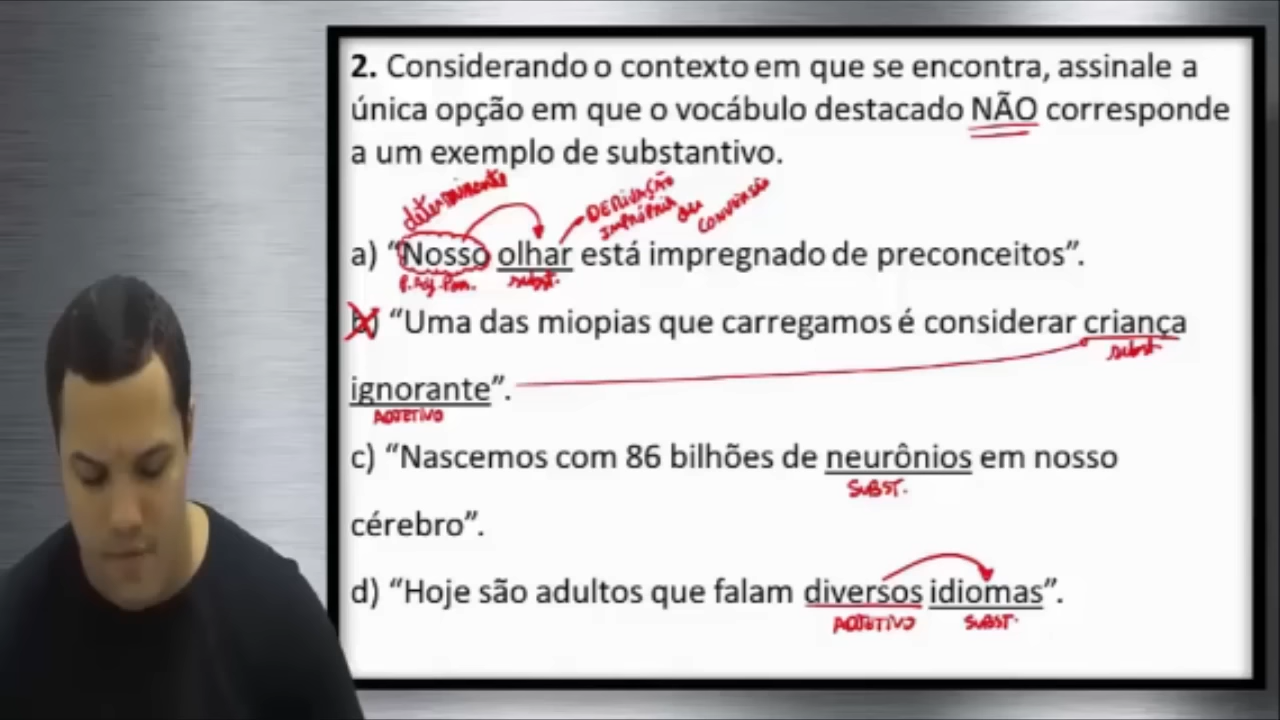 2. Considerando o contexto em que se encontra, assinale a
única opção em que o vocábulo destacado NÃO corresponde
a um exemplo de substantivo.
determinante
DERIVAÇÃO
IMPRÓPRIA ou CONVERSÃO
a) “Nosso olhar está impregnado de preconceitos”.
P. Adj. Pos. subst.
b) “Uma das miopias que carregamos é considerar criança
subst.
ignorante”.
ADJETIVO
c) “Nascemos com 86 bilhões de neurônios em nosso
SUBST.
cérebro”.
d) “Hoje são adultos que falam diversos idiomas”.
ADJETIVO SUBST.